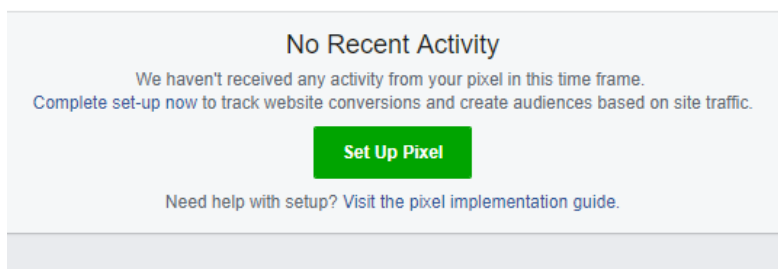 No Recent Activity
We haven't received any activity from your pixel in this time frame.
Complete set-up now to track website conversions and create audiences based on site traffic.
Set Up Pixel
Need help with setup? Visit the pixel implementation guide.